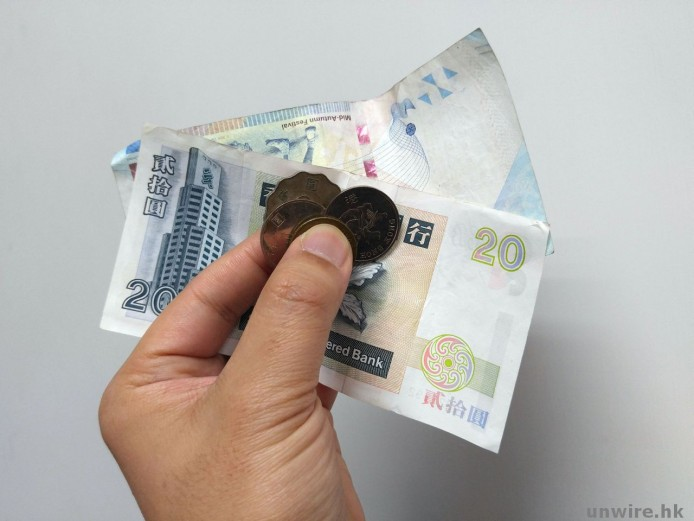 Mid-Autumn Festival
貳拾圓
20
行
20
ered Bank
貳拾圓
unwire.hk